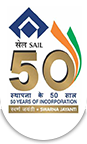 सेल SAIL
50
स्थापना के 50 साल
50 YEARS OF INCORPORATION
स्वर्ण जयंती • SWARNA JAYANTI